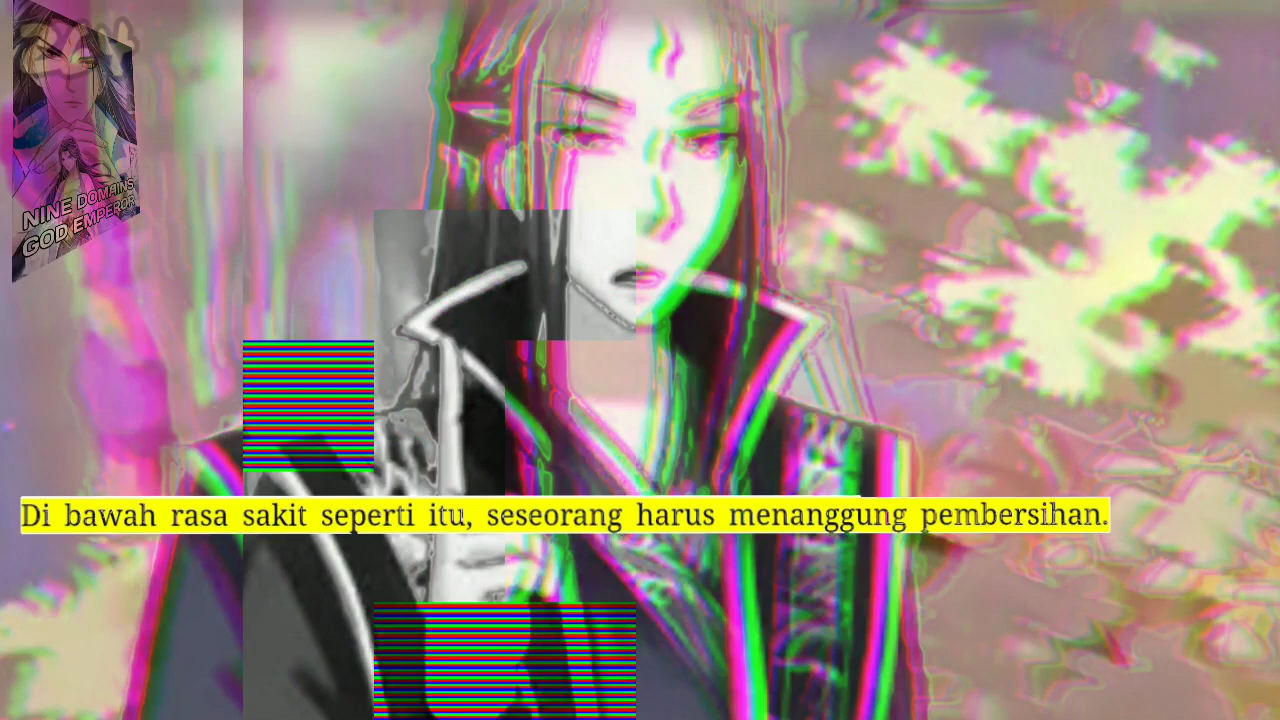 NINE DOMAINS
GOD EMPEROR
Di bawah rasa sakit seperti itu, seseorang harus menanggung pembersihan.